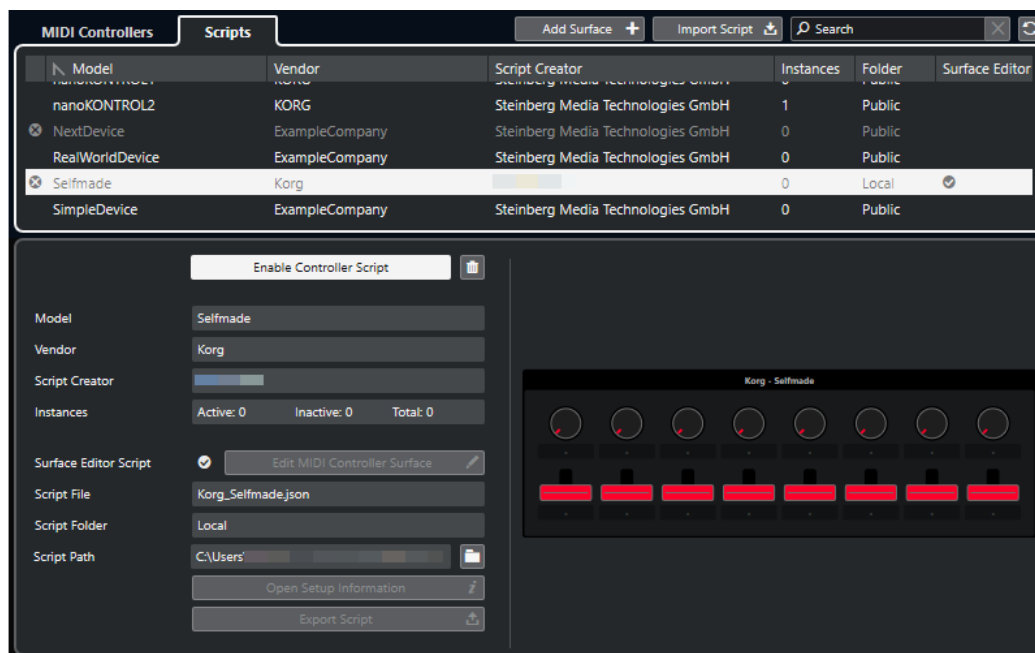 MIDI Controllers Scripts Add Surface Import Script Search
Model Vendor Script Creator Instances Folder Surface Editor
nanoKONTROL2 KORG Steinberg Media Technologies GmbH 1 Public
NextDevice ExampleCompany Steinberg Media Technologies GmbH 0 Public
RealWorldDevice ExampleCompany Steinberg Media Technologies GmbH 0 Public
Selfmade Korg 0 Local
SimpleDevice ExampleCompany Steinberg Media Technologies GmbH 0 Public
Enable Controller Script
Model Selfmade
Vendor Korg
Script Creator
Instances Active: 0 Inactive: 0 Total: 0
Korg - Selfmade
Surface Editor Script Edit MIDI Controller Surface
Script File Korg_Selfmade.json
Script Folder Local
Script Path C:\Users\
Open Setup Information
Export Script